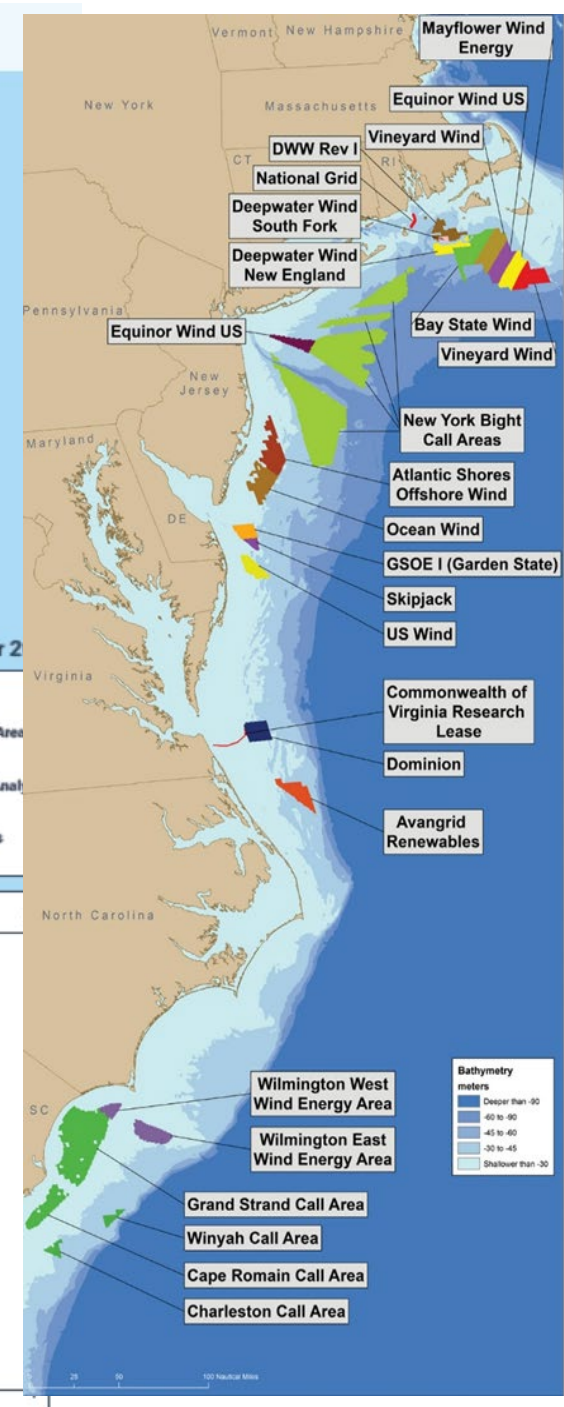 Vermont
New Hampshire
Mayflower Wind
Energy
New York
Massachusetts
Equinor Wind US
Vineyard Wind
DWW Rev I
CT
RI
National Grid
Deepwater Wind
South Fork
Deepwater Wind
New England
Pennsylvania
Equinor Wind US
Bay State Wind
Vineyard Wind
New
Jersey
New York Bight
Call Areas
Maryland
Atlantic Shores
Offshore Wind
DE
Ocean Wind
GSOE I (Garden State)
Skipjack
US Wind
Virginia
Commonwealth of
Virginia Research
Lease
Dominion
Avangrid
Renewables
North Carolina
Wilmington West
Wind Energy Area
SC
Wilmington East
Wind Energy Area
Bathymetry
meters
Deeper than -90
-60 to -90
-45 to -60
-30 to -45
Shallower than -30
Grand Strand Call Area
Winyah Call Area
Cape Romain Call Area
Charleston Call Area
25
50
100 Nautical Miles